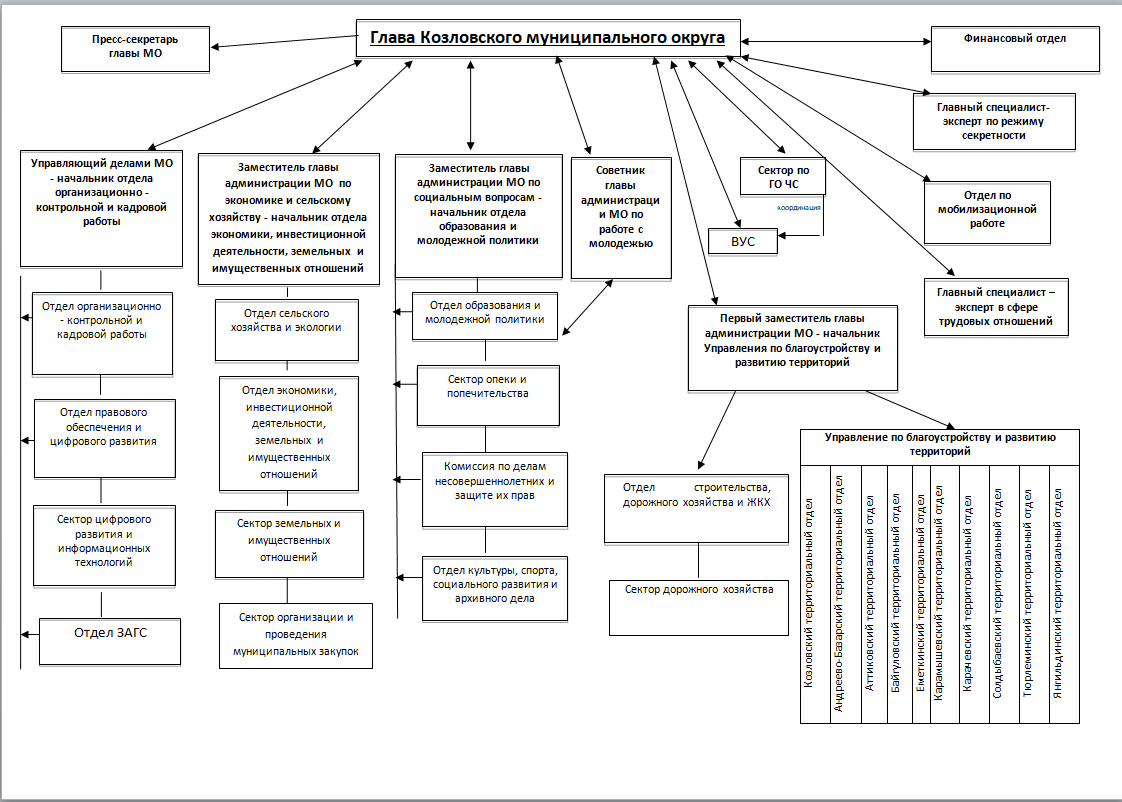 Глава Козловского муниципального округа
Пресс-секретарь
главы МО
Финансовый отдел
Главный специалист-
эксперт по режиму
секретности
Управляющий делами МО
- начальник отдела
организационно -
контрольной и кадровой
работы
Заместитель главы
администрации МО по
экономике и сельскому
хозяйству - начальник отдела
экономики, инвестиционной
деятельности, земельных и
имущественных отношений
Заместитель главы
администрации МО по
социальным вопросам -
начальник отдела
образования и
молодежной политики
Советник
главы
администраци
и МО по
работе с
молодежью
Сектор по
ГО ЧС
координация
ВУС
Отдел по
мобилизационной
работе
Главный специалист –
эксперт в сфере
трудовых отношений
Первый заместитель главы
администрации МО - начальник
Управления по благоустройству и
развитию территорий
Отдел организационно
- контрольной и
кадровой работы
Отдел правового
обеспечения и
цифрового развития
Сектор цифрового
развития и
информационных
технологий
Отдел ЗАГС
Отдел сельского
хозяйства и экологии
Отдел экономики,
инвестиционной
деятельности,
земельных и
имущественных
отношений
Сектор земельных и
имущественных
отношений
Сектор организации и
проведения
муниципальных закупок
Отдел образования и
молодежной политики
Сектор опеки и
попечительства
Комиссия по делам
несовершеннолетних и
защите их прав
Отдел культуры, спорта,
социального развития и
архивного дела
Отдел строительства,
дорожного хозяйства и ЖКХ
Сектор дорожного хозяйства
Управление по благоустройству и развитию
территорий
Козловский территориальный отдел
Андреево-Базарский территориальный отдел
Аттиковский территориальный отдел
Байгуловский территориальный отдел
Еметкинский территориальный отдел
Карамышевский территориальный отдел
Карачевский территориальный отдел
Солдыбаевский территориальный отдел
Тюрлеминский территориальный отдел
Янгильдинский территориальный отдел